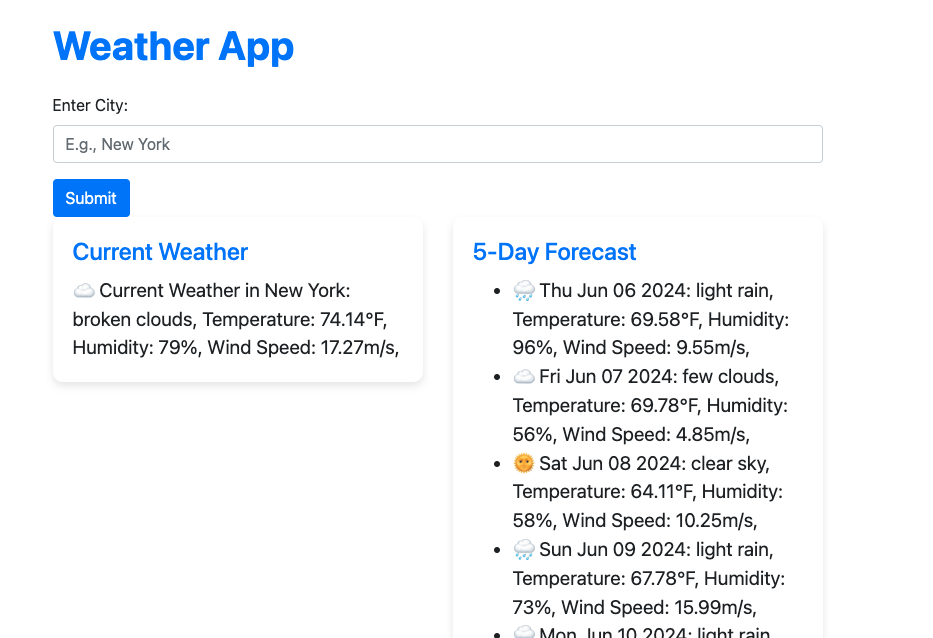 Weather App
Enter City:
E.g., New York
Submit
Current Weather
☁️ Current Weather in New York:
broken clouds, Temperature: 74.14°F,
Humidity: 79%, Wind Speed: 17.27m/s,
5-Day Forecast
• 🌧️ Thu Jun 06 2024: light rain,
Temperature: 69.58°F, Humidity:
96%, Wind Speed: 9.55m/s,
• ☁️ Fri Jun 07 2024: few clouds,
Temperature: 69.78°F, Humidity:
56%, Wind Speed: 4.85m/s,
• 🌞 Sat Jun 08 2024: clear sky,
Temperature: 64.11°F, Humidity:
58%, Wind Speed: 10.25m/s,
• 🌧️ Sun Jun 09 2024: light rain,
Temperature: 67.78°F, Humidity:
73%, Wind Speed: 15.99m/s,
• 🌧️ Mon Jun 10 2024: light rain,